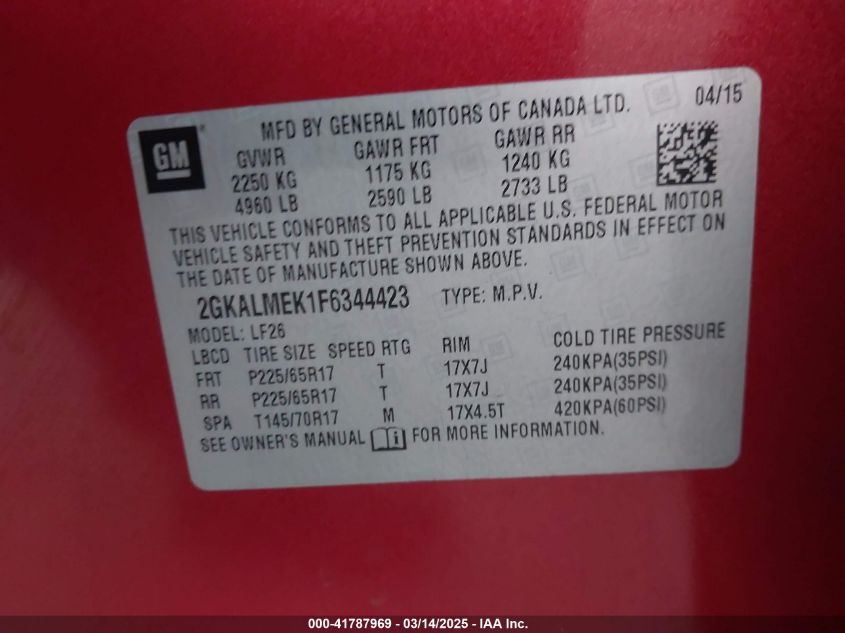 MFD BY GENERAL MOTORS OF CANADA LTD. 04/15
GM
GVWR GAWR FRT GAWR RR
2250 KG 1175 KG 1240 KG
4960 LB 2590 LB 2733 LB
THIS VEHICLE CONFORMS TO ALL APPLICABLE U.S. FEDERAL MOTOR
VEHICLE SAFETY AND THEFT PREVENTION STANDARDS IN EFFECT ON
THE DATE OF MANUFACTURE SHOWN ABOVE.
2GKALMEK1F6344423 TYPE: M.P.V.
MODEL: LF26
LBCD TIRE SIZE SPEED RTG RIM COLD TIRE PRESSURE
FRT P225/65R17 T 17X7J 240KPA(35PSI)
RR P225/65R17 T 17X7J 240KPA(35PSI)
SPA T145/70R17 M 17X4.5T 420KPA(60PSI)
SEE OWNER'S MANUAL i FOR MORE INFORMATION.
000-41787969 — 03/14/2025 - IAA Inc.